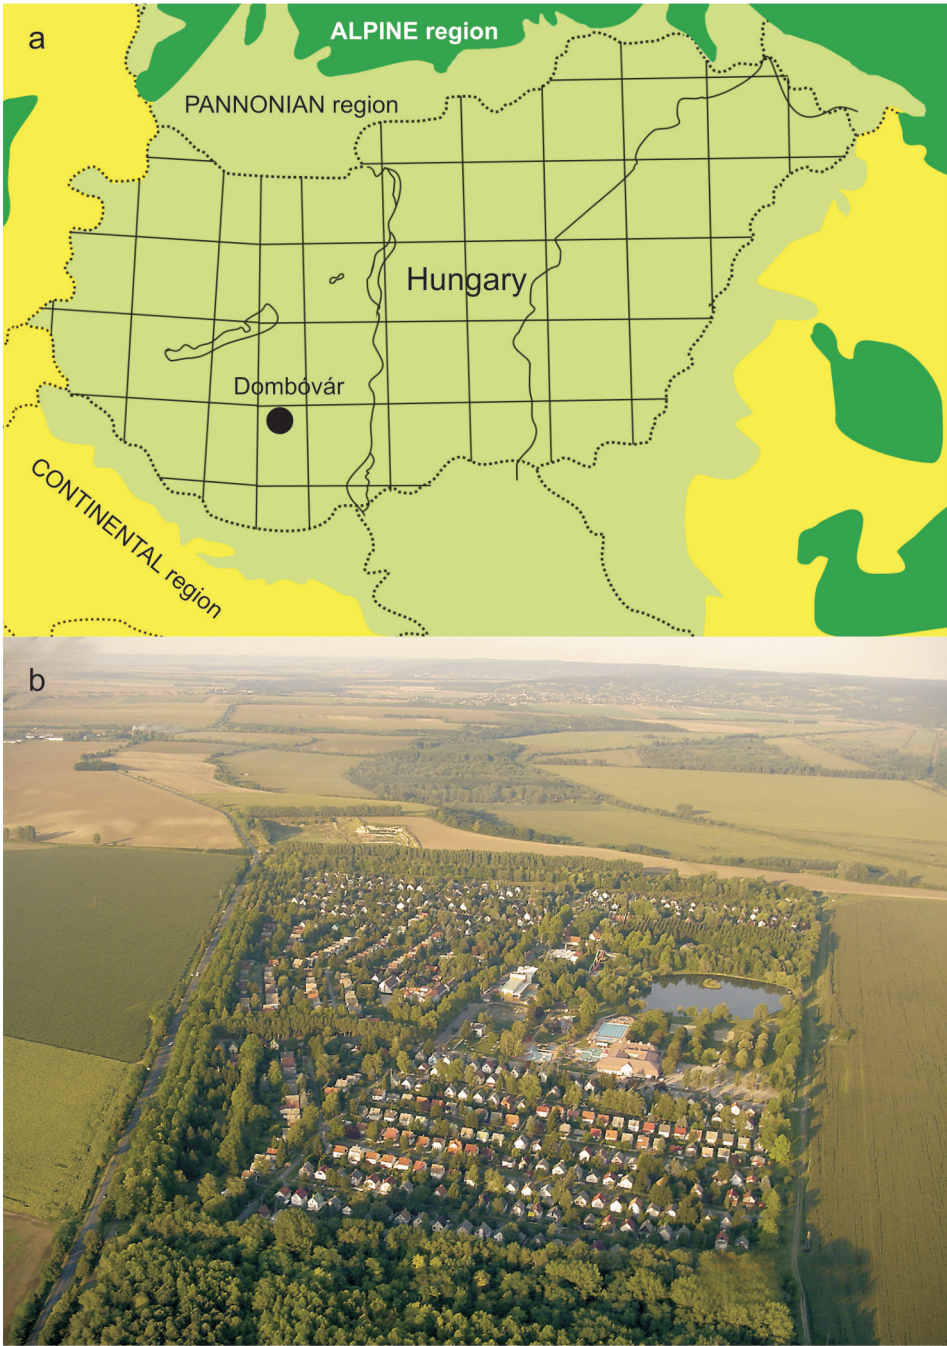 a
ALPINE region
PANNONIAN region
Hungary
Dombóvár
CONTINENTAL region
b